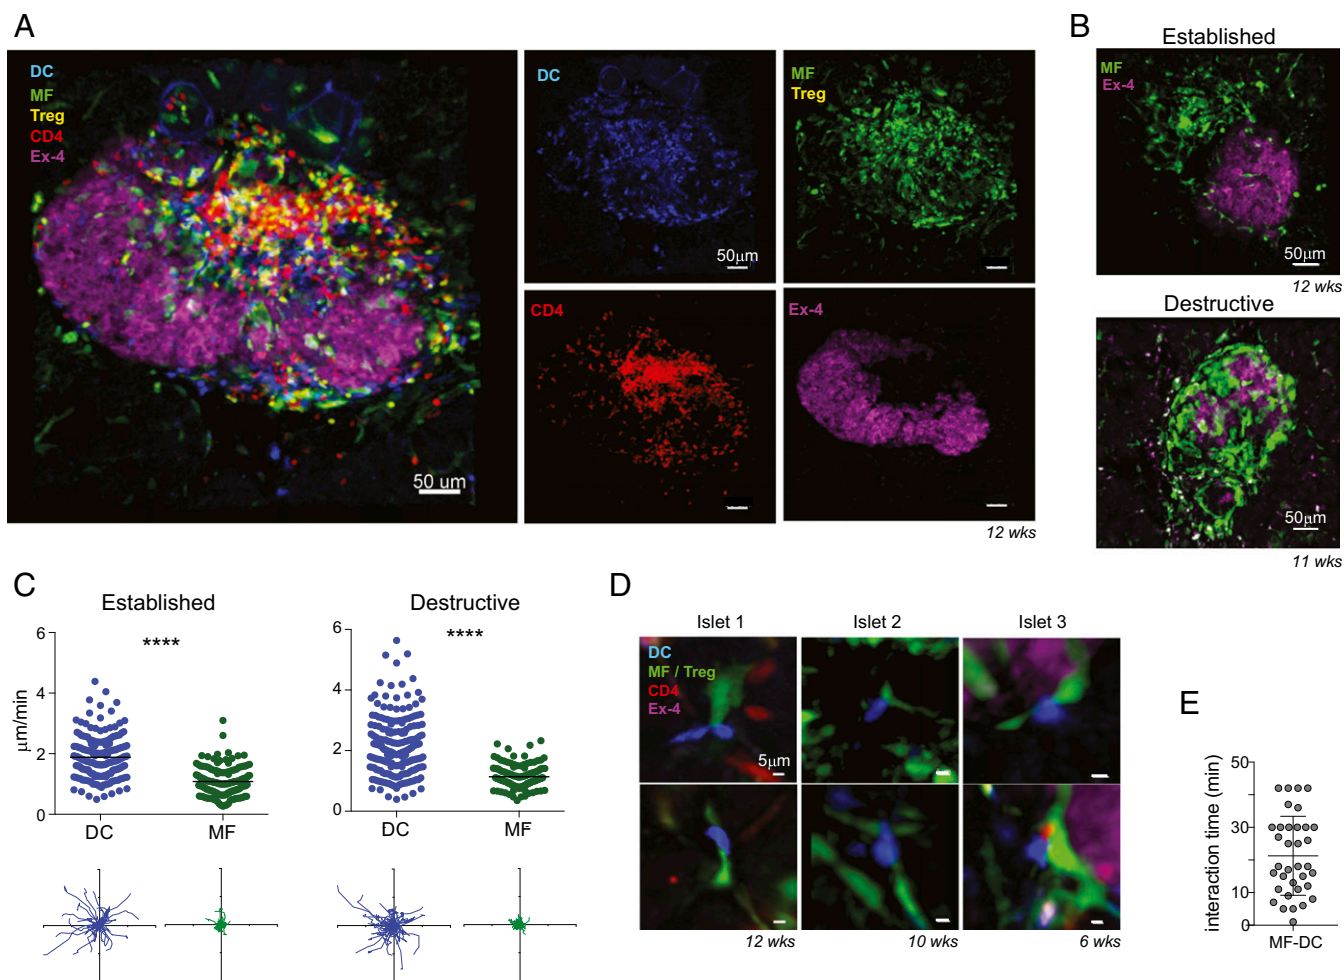 A
DC
MF
Treg
CD4
Ex-4
50 um
DC
50μm
MF
Treg
CD4
Ex-4
12 wks
B
Established
MF
Ex-4
50μm
12 wks
Destructive
50μm
11 wks
C
Established
Destructive
μm/min
6
4
2
0
****
DC
MF
6
4
2
0
****
DC
MF
D
Islet 1
Islet 2
Islet 3
DC
MF / Treg
CD4
Ex-4
5μm
12 wks
10 wks
6 wks
E
interaction time (min)
50
30
10
0
MF-DC